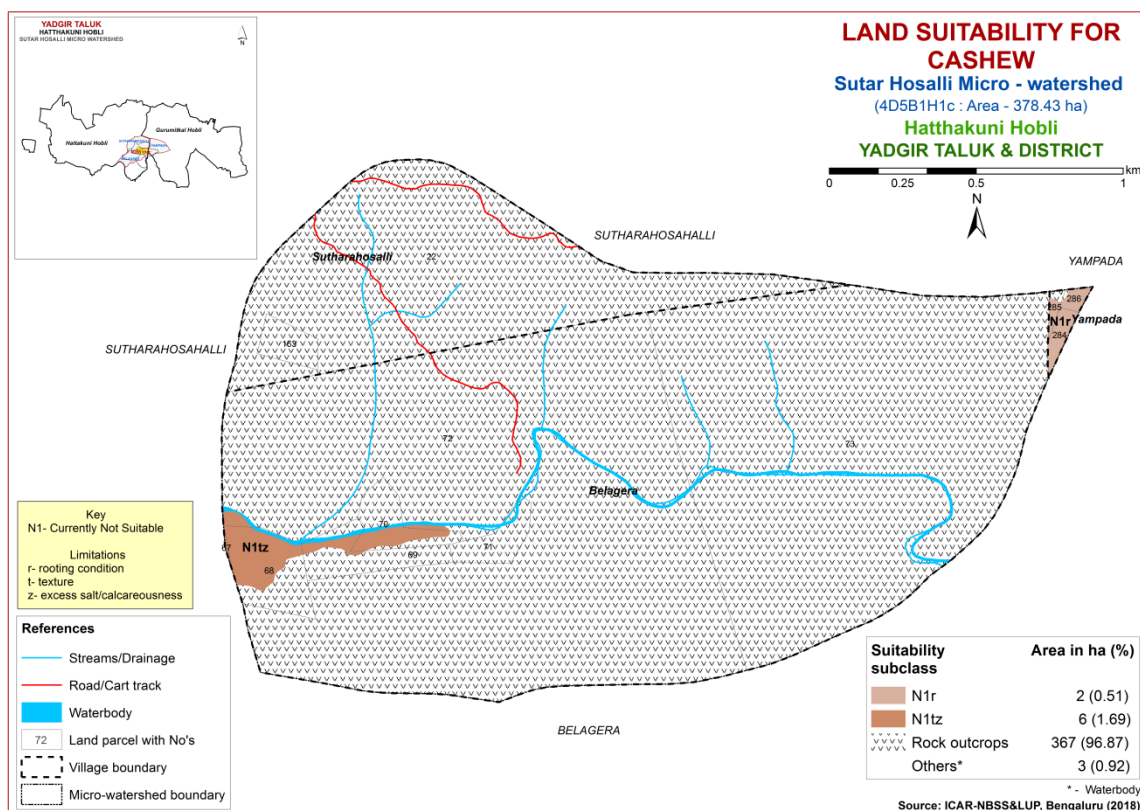 YADGIR TALUK
HATTHAKUNI HOBLI
SUTAR HOSALLI MICRO WATERSHED
N
Hattakuni Hobli
Gurumitkal Hobli
LAND SUITABILITY FOR
CASHEW
Sutar Hosalli Micro - watershed
(4D5B1H1c : Area - 378.43 ha)
Hatthakuni Hobli
YADGIR TALUK & DISTRICT
km
0 0.25 0.5 1
N
SUTHARAHOSAHALLI
YAMPADA
Sutharahosalli
22
286
285
N1r
Yampada
284
SUTHARAHOSAHALLI
163
72
73
Belagera
70
67
N1tz
69
71
68
BELAGERA
Key
N1- Currently Not Suitable
Limitations
r- rooting condition
t- texture
z- excess salt/calcareousness
References
Streams/Drainage
Road/Cart track
Waterbody
72 Land parcel with No's
Village boundary
Micro-watershed boundary
Suitability subclass Area in ha (%)
N1r 2 (0.51)
N1tz 6 (1.69)
Rock outcrops 367 (96.87)
Others* 3 (0.92)
* - Waterbody
Source: ICAR-NBSS&LUP, Bengaluru (2018)